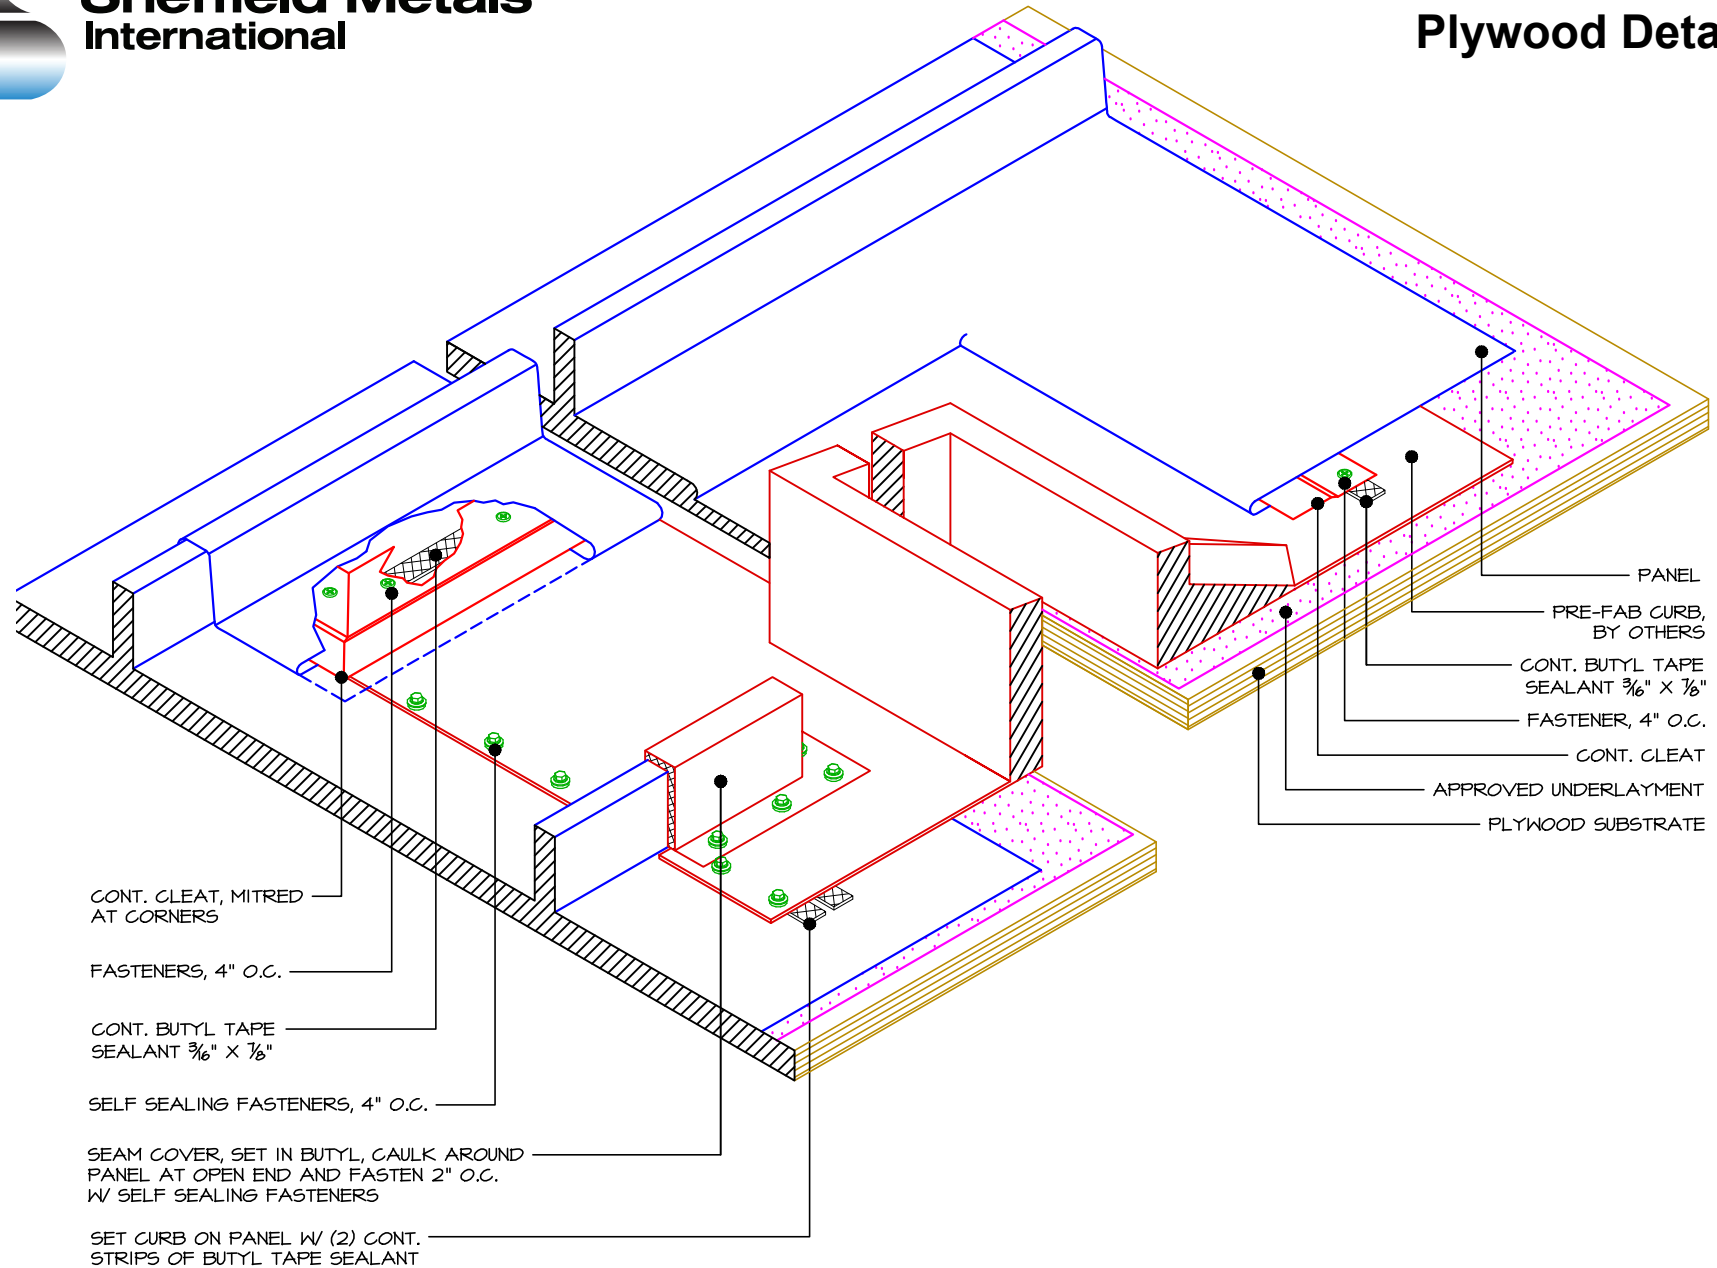 Sheffield Metals
International
Plywood
PANEL
PRE-FAB CURB,
BY OTHERS
CONT. BUTYL TAPE
SEALANT 3/16" X 7/8"
FASTENER, 4" O.C.
CONT. CLEAT
APPROVED UNDERLAYMENT
PLYWOOD SUBSTRATE
CONT. CLEAT, MITRED
AT CORNERS
FASTENERS, 4" O.C.
CONT. BUTYL TAPE
SEALANT 3/16" X 7/8"
SELF SEALING FASTENERS, 4" O.C.
SEAM COVER, SET IN BUTYL, CAULK AROUND
PANEL AT OPEN END AND FASTEN 2" O.C.
W/ SELF SEALING FASTENERS
SET CURB ON PANEL W/ (2) CONT.
STRIPS OF BUTYL TAPE SEALANT